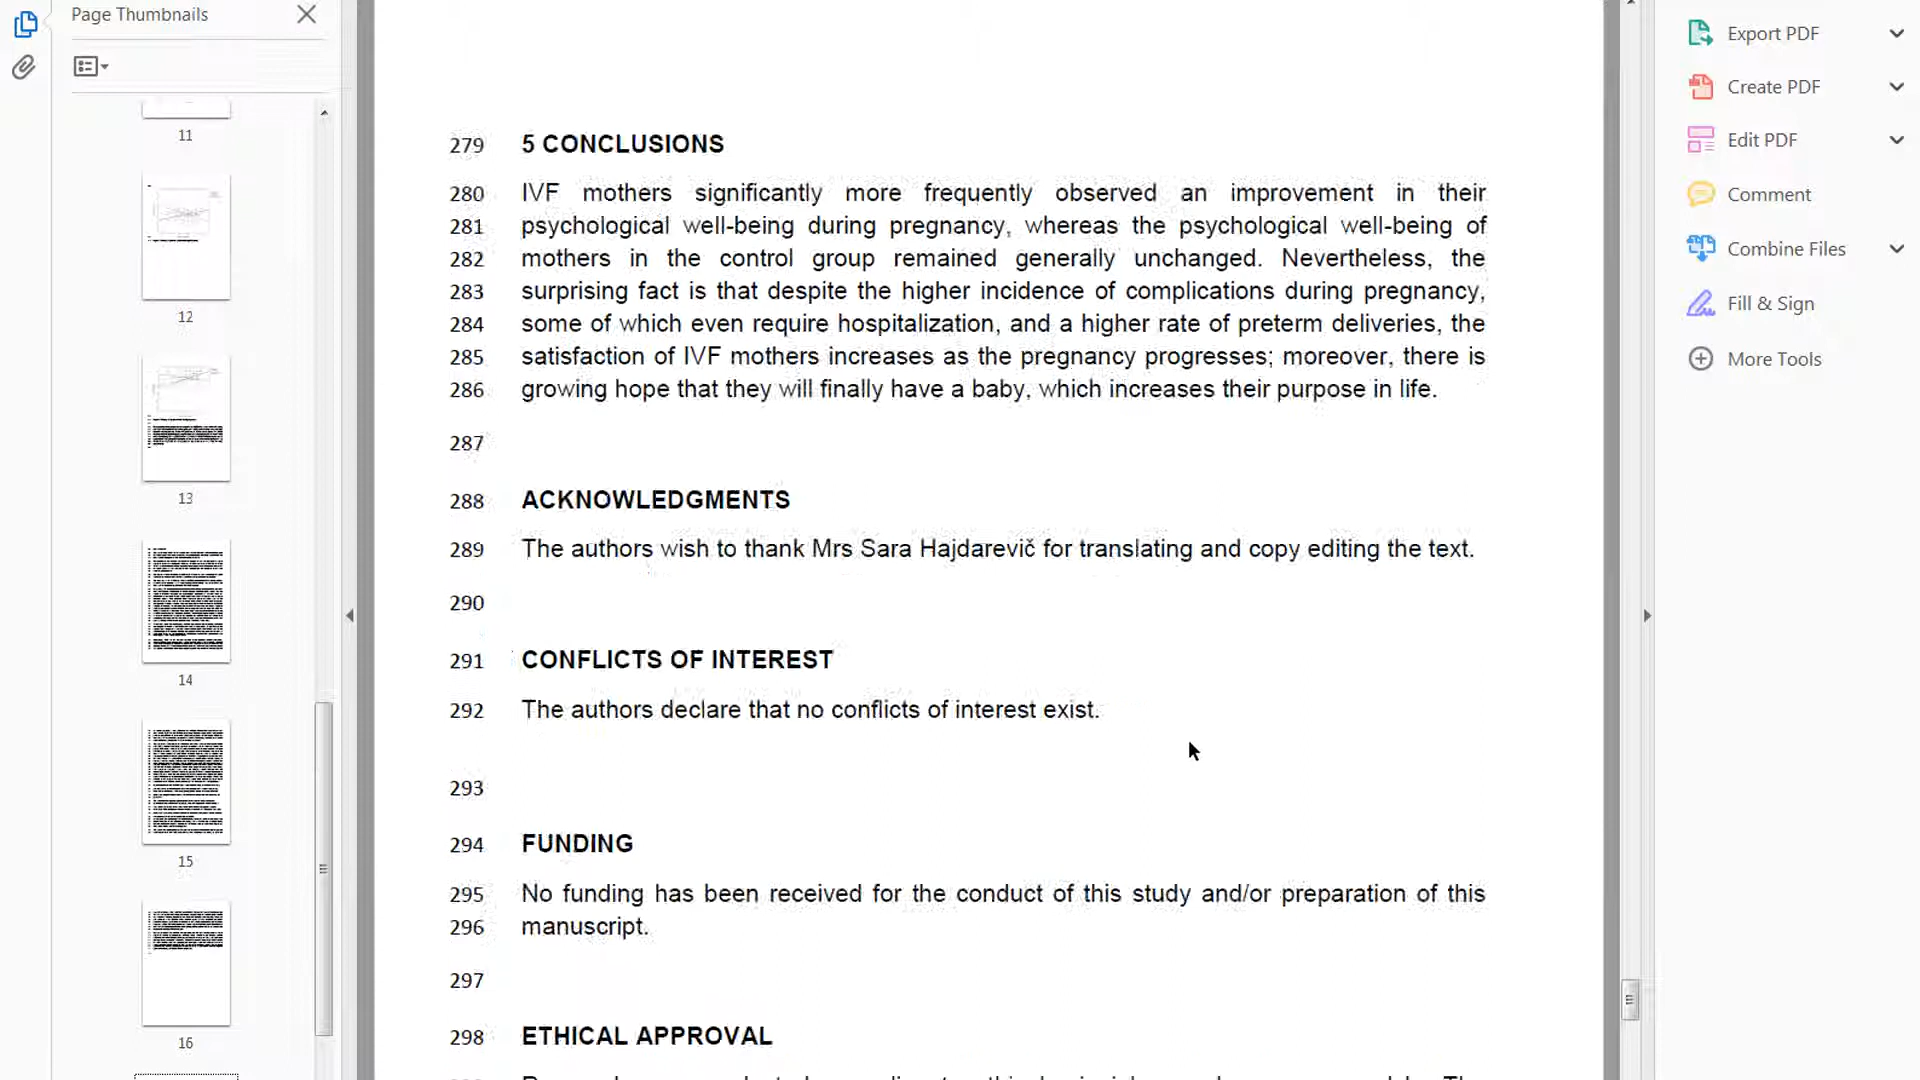 Page Thumbnails
11
12
13
14
15
16
279 5 CONCLUSIONS
280 IVF mothers significantly more frequently observed an improvement in their
281 psychological well-being during pregnancy, whereas the psychological well-being of
282 mothers in the control group remained generally unchanged. Nevertheless, the
283 surprising fact is that despite the higher incidence of complications during pregnancy,
284 some of which even require hospitalization, and a higher rate of preterm deliveries, the
285 satisfaction of IVF mothers increases as the pregnancy progresses; moreover, there is
286 growing hope that they will finally have a baby, which increases their purpose in life.
287
288 ACKNOWLEDGMENTS
289 The authors wish to thank Mrs Sara Hajdarevič for translating and copy editing the text.
290
291 CONFLICTS OF INTEREST
292 The authors declare that no conflicts of interest exist.
293
294 FUNDING
295 No funding has been received for the conduct of this study and/or preparation of this
296 manuscript.
297
298 ETHICAL APPROVAL
Export PDF
Create PDF
Edit PDF
Comment
Combine Files
Fill & Sign
More Tools